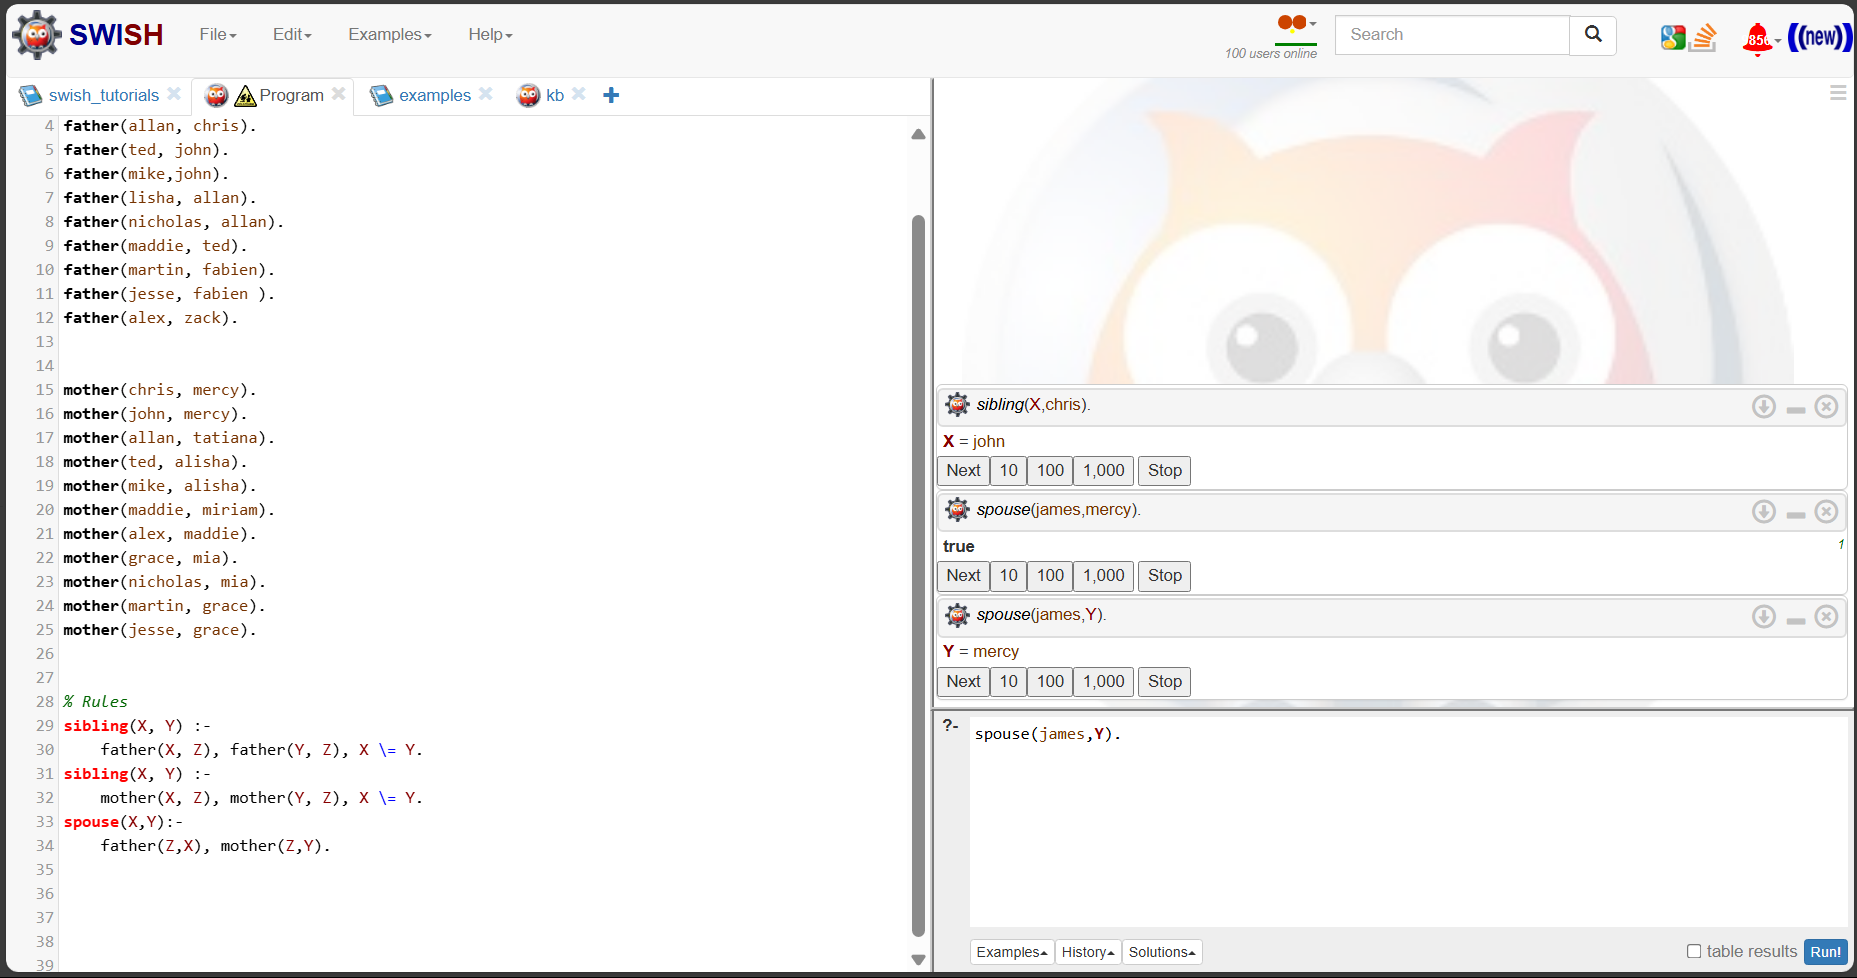 SWISH File Edit Examples Help
100 users online
Search
856
((new))
swish_tutorials Program examples kb
4 father(allan, chris).
5 father(ted, john).
6 father(mike,john).
7 father(lisha, allan).
8 father(nicholas, allan).
9 father(maddie, ted).
10 father(martin, fabien).
11 father(jesse, fabien ).
12 father(alex, zack).
13
14
15 mother(chris, mercy).
16 mother(john, mercy).
17 mother(allan, tatiana).
18 mother(ted, alisha).
19 mother(mike, alisha).
20 mother(maddie, miriam).
21 mother(alex, maddie).
22 mother(grace, mia).
23 mother(nicholas, mia).
24 mother(martin, grace).
25 mother(jesse, grace).
26
27
28 % Rules
29 sibling(X, Y) :-
30 father(X, Z), father(Y, Z), X \= Y.
31 sibling(X, Y) :-
32 mother(X, Z), mother(Y, Z), X \= Y.
33 spouse(X,Y):-
34 father(Z,X), mother(Z,Y).
35
36
37
38
39
sibling(X,chris).
X = john
Next 10 100 1,000 Stop
spouse(james,mercy).
true 1
Next 10 100 1,000 Stop
spouse(james,Y).
Y = mercy
Next 10 100 1,000 Stop
?- spouse(james,Y).
Examples History Solutions table results Run!